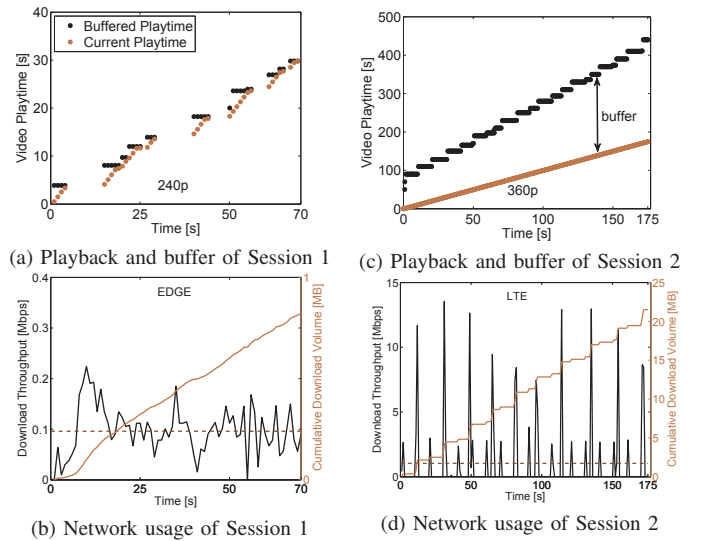 Buffered Playtime
Current Playtime
Video Playtime [s]
40
30
20
10
0
240p
0
25
50
70
Time [s]
(a) Playback and buffer of Session 1
Video Playtime [s]
500
400
300
200
100
0
buffer
360p
0
50
100
150
175
Time [s]
(c) Playback and buffer of Session 2
EDGE
Download Throughput [Mbps]
0.4
0.3
0.2
0.1
0
1
0
Cumulative Download Volume [MB]
0
10
20
30
40
50
60
70
Time [s]
(b) Network usage of Session 1
LTE
Download Throughput [Mbps]
15
10
5
0
25
20
15
10
5
0
Cumulative Download Volume [MB]
0
50
100
150
175
Time [s]
(d) Network usage of Session 2